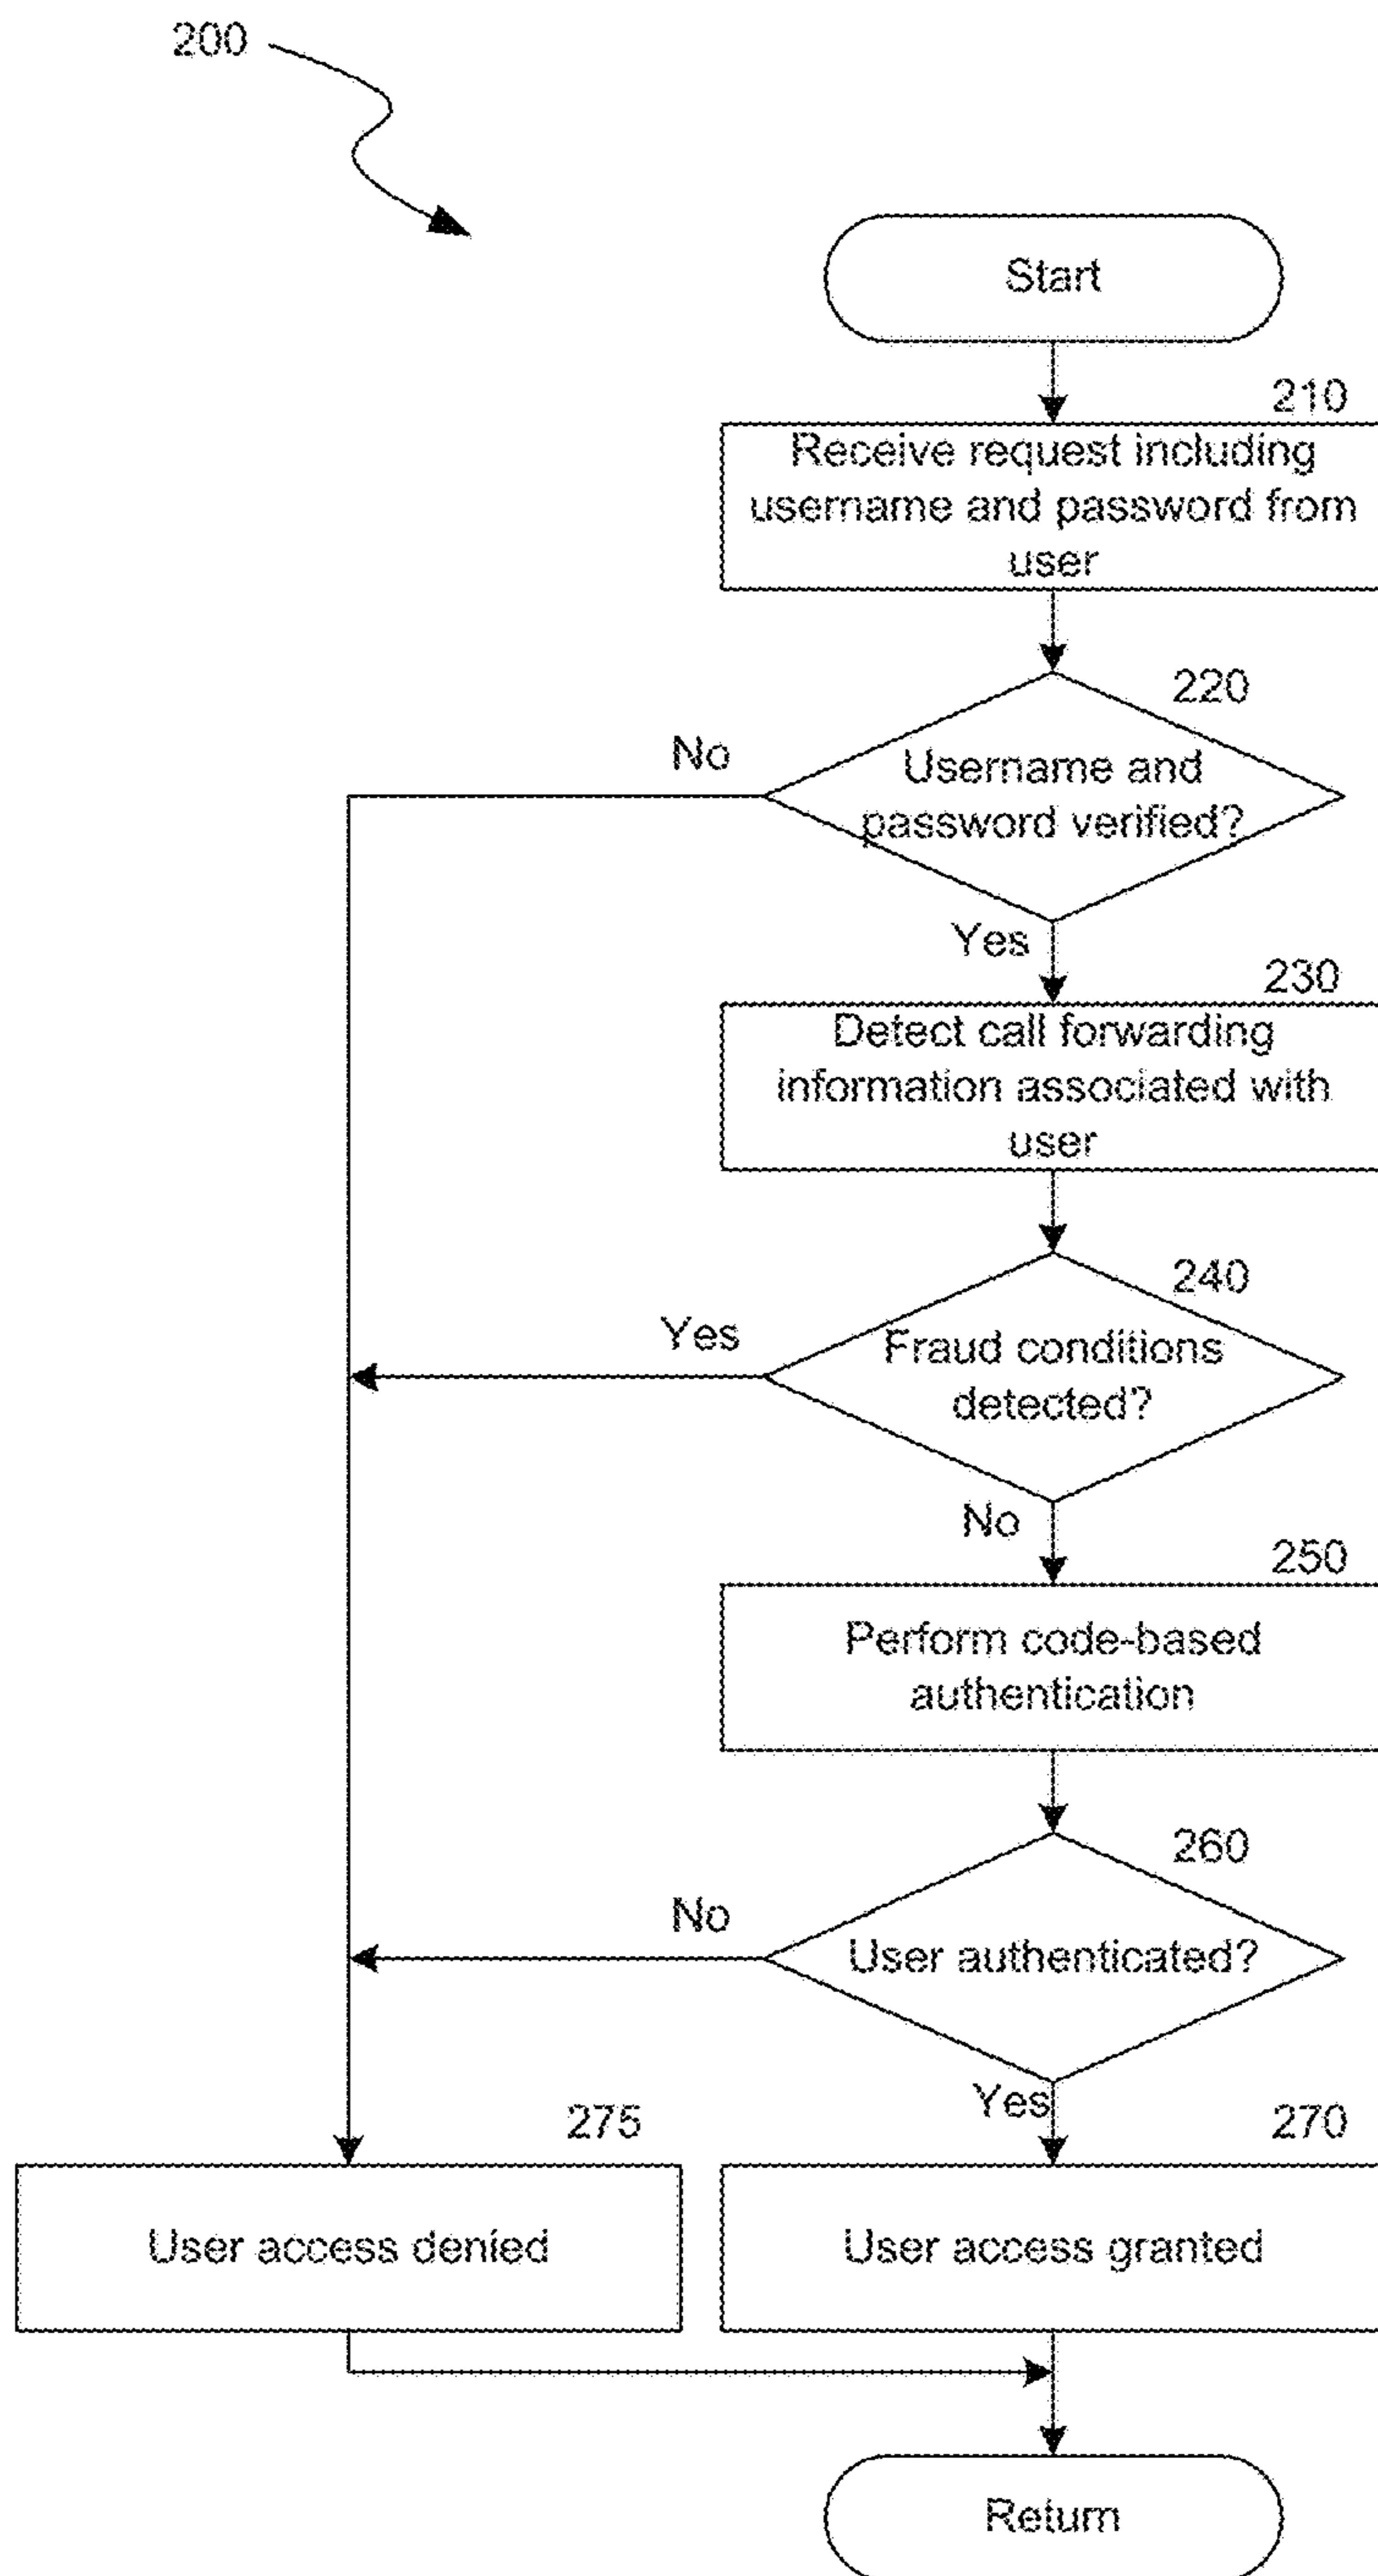 200
Start
210
Receive request including
username and password from
user
220
No
Username and
password verified?
Yes
230
Detect call forwarding
information associated with
user
240
Yes
Fraud conditions
detected?
No
250
Perform code-based
authentication
260
No
User authenticated?
Yes
275
270
User access denied
User access granted
Return